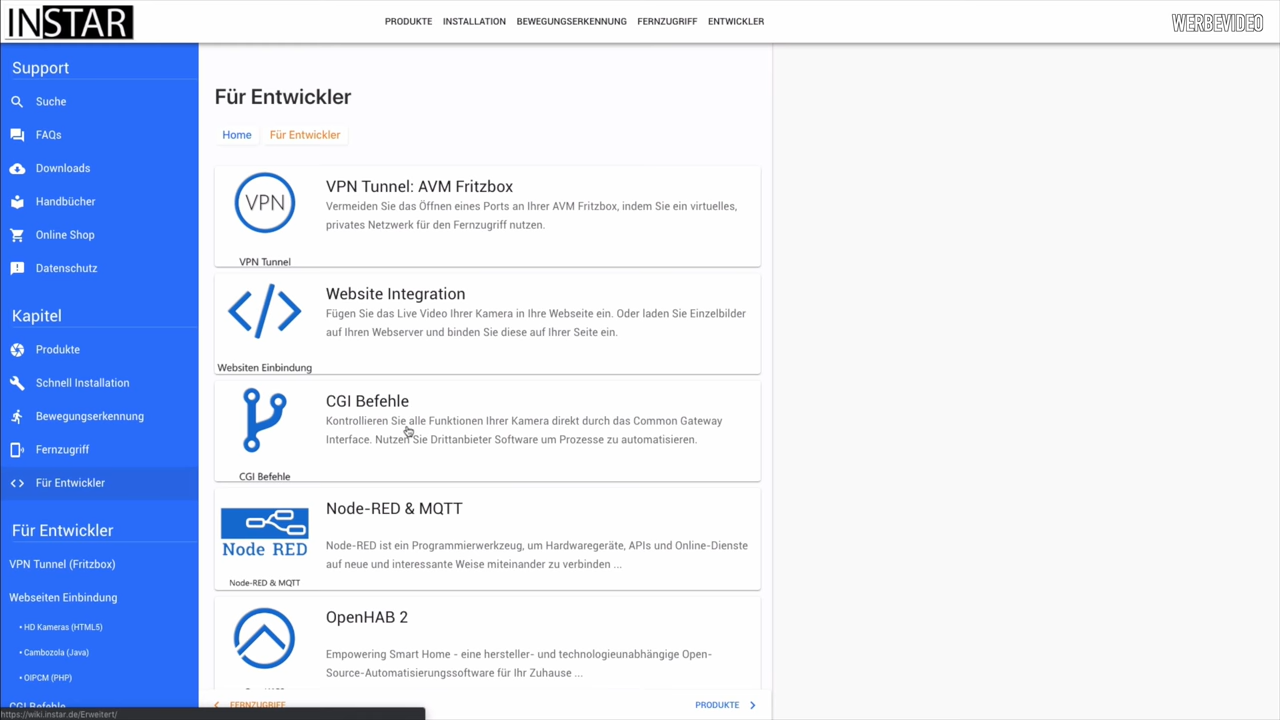 INSTAR
PRODUKTE INSTALLATION BEWEGUNGSERKENNUNG FERNZUGRIFF ENTWICKLER
WERBEVIDEO
Support
Suche
FAQs
Downloads
Handbücher
Online Shop
Datenschutz
Kapitel
Produkte
Schnell Installation
Bewegungserkennung
Fernzugriff
Für Entwickler
Für Entwickler
VPN Tunnel (Fritzbox)
Webseiten Einbindung
• HD Kameras (HTML5)
• Cambozola (Java)
• OIPCM (PHP)
CGI Befehle
https://wiki.instar.de/Erweitert/
Für Entwickler
Home Für Entwickler
VPN
VPN Tunnel
VPN Tunnel: AVM Fritzbox
Vermeiden Sie das Öffnen eines Ports an Ihrer AVM Fritzbox, indem Sie ein virtuelles,
privates Netzwerk für den Fernzugriff nutzen.
Websiten Einbindung
Website Integration
Fügen Sie das Live Video Ihrer Kamera in Ihre Webseite ein. Oder laden Sie Einzelbilder
auf Ihren Webserver und binden Sie diese auf Ihrer Seite ein.
CGI Befehle
CGI Befehle
Kontrollieren Sie alle Funktionen Ihrer Kamera direkt durch das Common Gateway
Interface. Nutzen Sie Drittanbieter Software um Prozesse zu automatisieren.
Node RED
Node-RED & MQTT
Node-RED & MQTT
Node-RED ist ein Programmierwerkzeug, um Hardwaregeräte, APIs und Online-Dienste
auf neue und interessante Weise miteinander zu verbinden ...
OpenHAB 2
Empowering Smart Home - eine hersteller- und technologieunabhängige Open-
Source-Automatisierungssoftware für Ihr Zuhause ...
FERNZUGRIFF
PRODUKTE